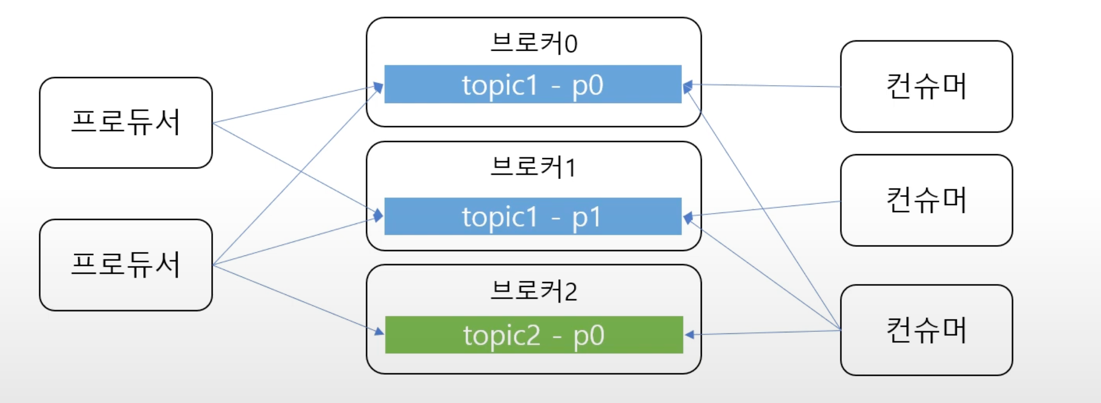 프로듀서
프로듀서
브로커0
topic1 - p0
브로커1
topic1 - p1
브로커2
topic2 - p0
컨슈머
컨슈머
컨슈머